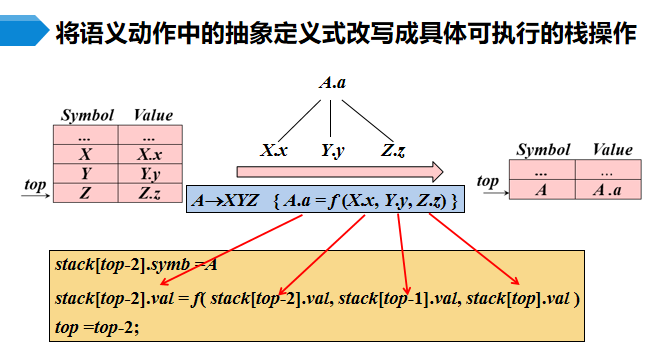 将语义动作中的抽象定义式改写成具体可执行的栈操作
A.a
Symbol Value
... ...
X X.x
Y Y.y
top Z Z.z
X.x Y.y Z.z
Symbol Value
... ...
top A A.a
A→XYZ { A.a = f (X.x, Y.y, Z.z) }
stack[top-2].symb =A
stack[top-2].val = f( stack[top-2].val, stack[top-1].val, stack[top].val )
top =top-2;